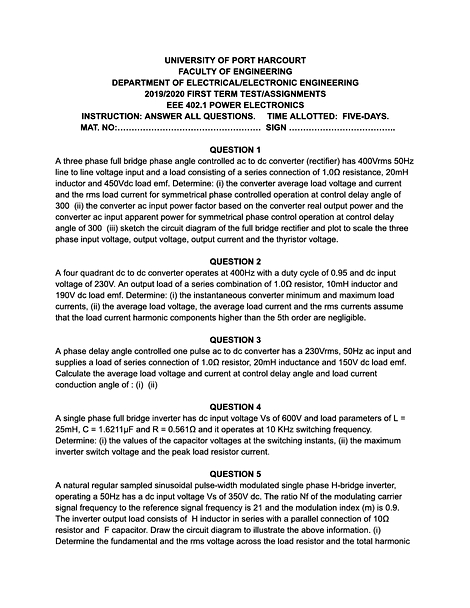 UNIVERSITY OF PORT HARCOURT
FACULTY OF ENGINEERING
DEPARTMENT OF ELECTRICAL/ELECTRONIC ENGINEERING
2019/2020 FIRST TERM TEST/ASSIGNMENTS
EEE 402.1 POWER ELECTRONICS
INSTRUCTION: ANSWER ALL QUESTIONS. TIME ALLOTTED: FIVE-DAYS.
MAT. NO:…………………………………………… SIGN ………………………………..
QUESTION 1
A three phase full bridge phase angle controlled ac to dc converter (rectifier) has 400Vrms 50Hz
line to line voltage input and a load consisting of a series connection of 1.0Ω resistance, 20mH
inductor and 450Vdc load emf. Determine: (i) the converter average load voltage and current
and the rms load current for symmetrical phase controlled operation at control delay angle of
300 (ii) the converter ac input power factor based on the converter real output power and the
converter ac input apparent power for symmetrical phase control operation at control delay
angle of 300 (iii) sketch the circuit diagram of the full bridge rectifier and plot to scale the three
phase input voltage, output voltage, output current and the thyristor voltage.
QUESTION 2
A four quadrant dc to dc converter operates at 400Hz with a duty cycle of 0.95 and dc input
voltage of 230V. An output load of a series combination of 1.0Ω resistor, 10mH inductor and
190V dc load emf. Determine: (i) the instantaneous converter minimum and maximum load
currents, (ii) the average load voltage, the average load current and the rms currents assume
that the load current harmonic components higher than the 5th order are negligible.
QUESTION 3
A phase delay angle controlled one pulse ac to dc converter has a 230Vrms, 50Hz ac input and
supplies a load of series connection of 1.0Ω resistor, 20mH inductance and 150V dc load emf.
Calculate the average load voltage and current at control delay angle and load current
conduction angle of : (i) (ii)
QUESTION 4
A single phase full bridge inverter has dc input voltage Vs of 600V and load parameters of L =
25mH, C = 1.6211µF and R = 0.561Ω and it operates at 10 KHz switching frequency.
Determine: (i) the values of the capacitor voltages at the switching instants, (ii) the maximum
inverter switch voltage and the peak load resistor current.
QUESTION 5
A natural regular sampled sinusoidal pulse-width modulated single phase H-bridge inverter,
operating a 50Hz has a dc input voltage Vs of 350V dc. The ratio Nf of the modulating carrier
signal frequency to the reference signal frequency is 21 and the modulation index (m) is 0.9.
The inverter output load consists of H inductor in series with a parallel connection of 10Ω
resistor and F capacitor. Draw the circuit diagram to illustrate the above information. (i)
Determine the fundamental and the rms voltage across the load resistor and the total harmonic